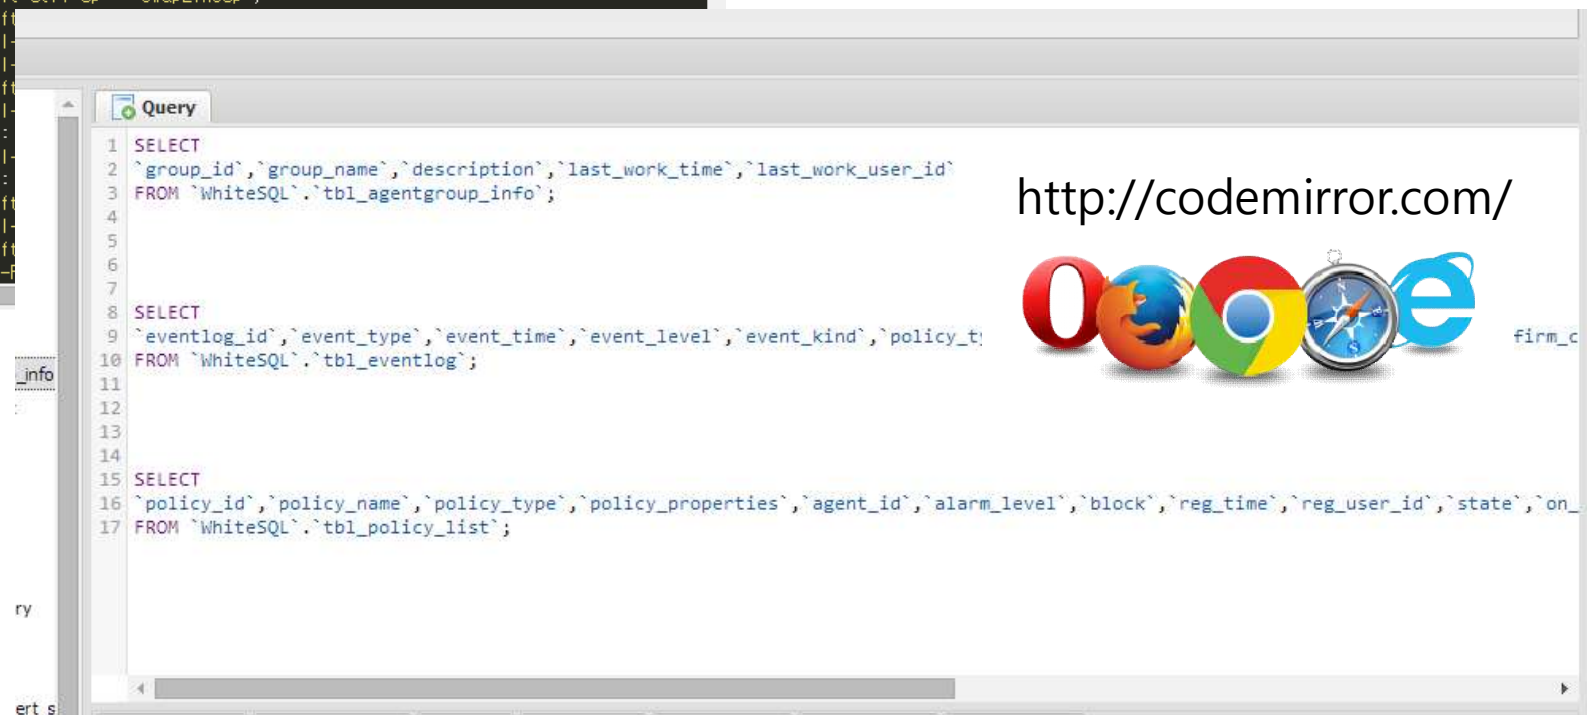 Query
1 SELECT
2 `group_id`,`group_name`,`description`,`last_work_time`,`last_work_user_id`
3 FROM `WhiteSQL`.`tbl_agentgroup_info`;
4
5
6
7
8 SELECT
9 `eventlog_id`,`event_type`,`event_time`,`event_level`,`event_kind`,`policy_ty firm_c
10 FROM `WhiteSQL`.`tbl_eventlog`;
11
12
13
14
15 SELECT
16 `policy_id`,`policy_name`,`policy_type`,`policy_properties`,`agent_id`,`alarm_level`,`block`,`reg_time`,`reg_user_id`,`state`,`on_
17 FROM `WhiteSQL`.`tbl_policy_list`;
http://codemirror.com/
_info
ry
ert s